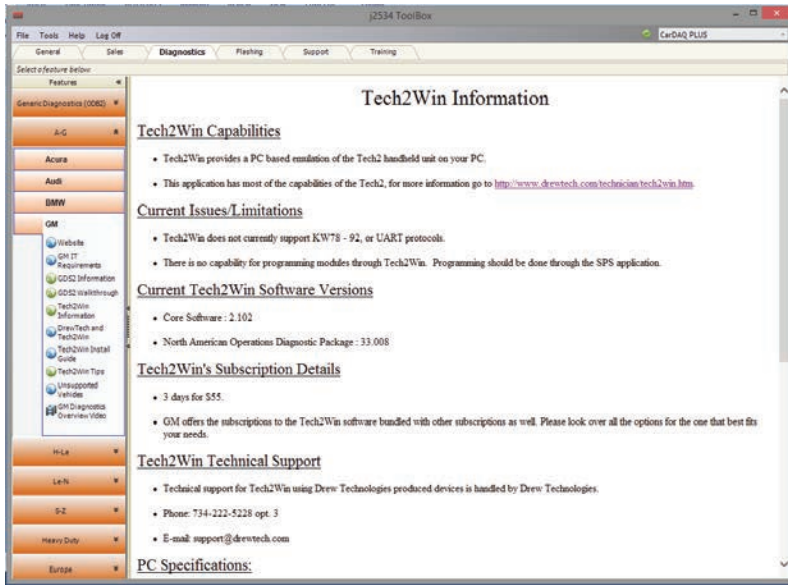 j2534 ToolBox
File Tools Help Log Off
CarDAQ PLUS
General Sales Diagnostics Flashing Support Training
Select a feature below
Features
Generic Diagnostics (ODB2)
A-G
Acura
Audi
BMW
GM
Website
GM IT
Requirements
GDS2 Information
GDS2 Walkthrough
Tech2Win
Information
DrewTech and
Tech2Win
Tech2Win Install
Guide
Tech2Win Tips
Unsupported
Vehicles
GM Diagnostics
Overview Video
H-La
Le-N
S-Z
Heavy Duty
Europe
Tech2Win Information
Tech2Win Capabilities
• Tech2Win provides a PC based emulation of the Tech2 handheld unit on your PC.
• This application has most of the capabilities of the Tech2, for more information go to http://www.drewtech.com/technician/tech2win.htm.
Current Issues/Limitations
• Tech2Win does not currently support KW78 - 92, or UART protocols.
• There is no capability for programming modules through Tech2Win. Programming should be done through the SPS application.
Current Tech2Win Software Versions
• Core Software : 2.102
• North American Operations Diagnostic Package : 33.008
Tech2Win's Subscription Details
• 3 days for $55.
• GM offers the subscriptions to the Tech2Win software bundled with other subscriptions as well. Please look over all the options for the one that best fits
your needs.
Tech2Win Technical Support
• Technical support for Tech2Win using Drew Technologies produced devices is handled by Drew Technologies.
• Phone: 734-222-5228 opt. 3
• E-mail: support@drewtech.com
PC Specifications: